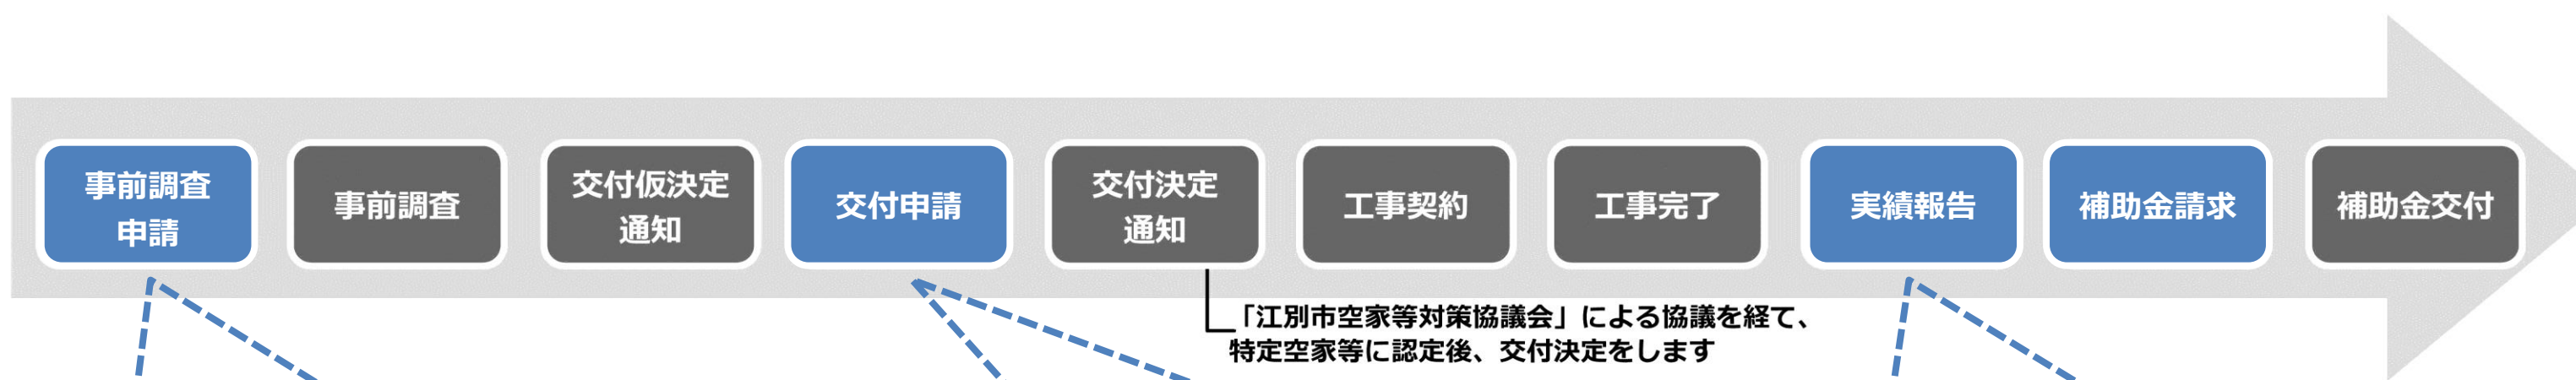 事前調査
申請
事前調査
交付仮決定
通知
交付申請
交付決定
通知
工事契約
工事完了
実績報告
補助金請求
補助金交付
「江別市空家等対策協議会」による協議を経て、
特定空家等に認定後、交付決定をします